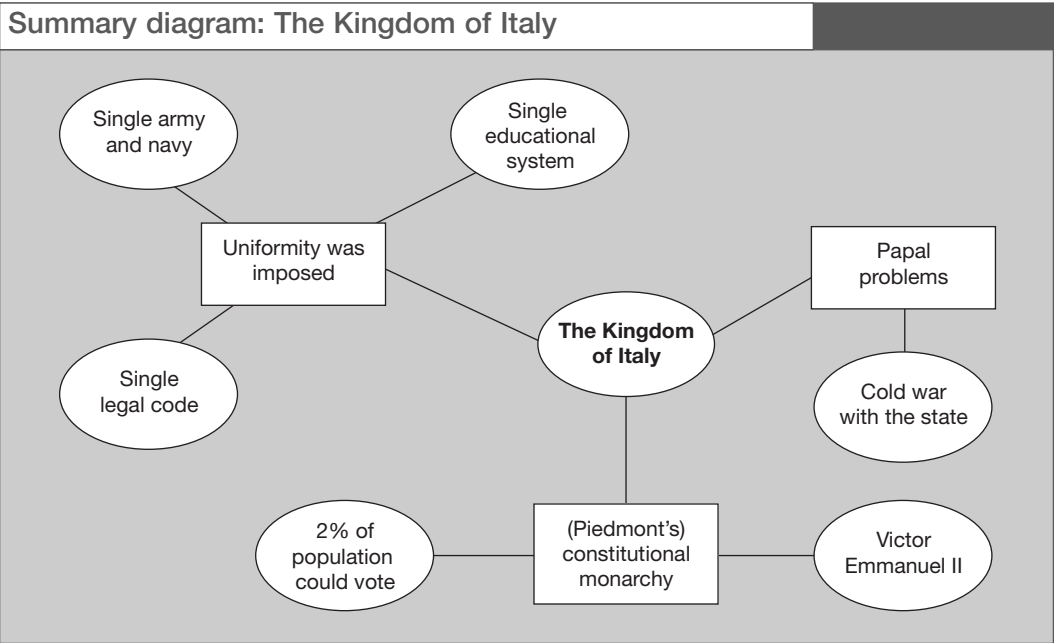 Summary diagram: The Kingdom of Italy
Single army
and navy
Single
educational
system
Uniformity was
imposed
Papal
problems
The Kingdom
of Italy
Single
legal code
Cold war
with the state
2% of
population
could vote
(Piedmont's)
constitutional
monarchy
Victor
Emmanuel II